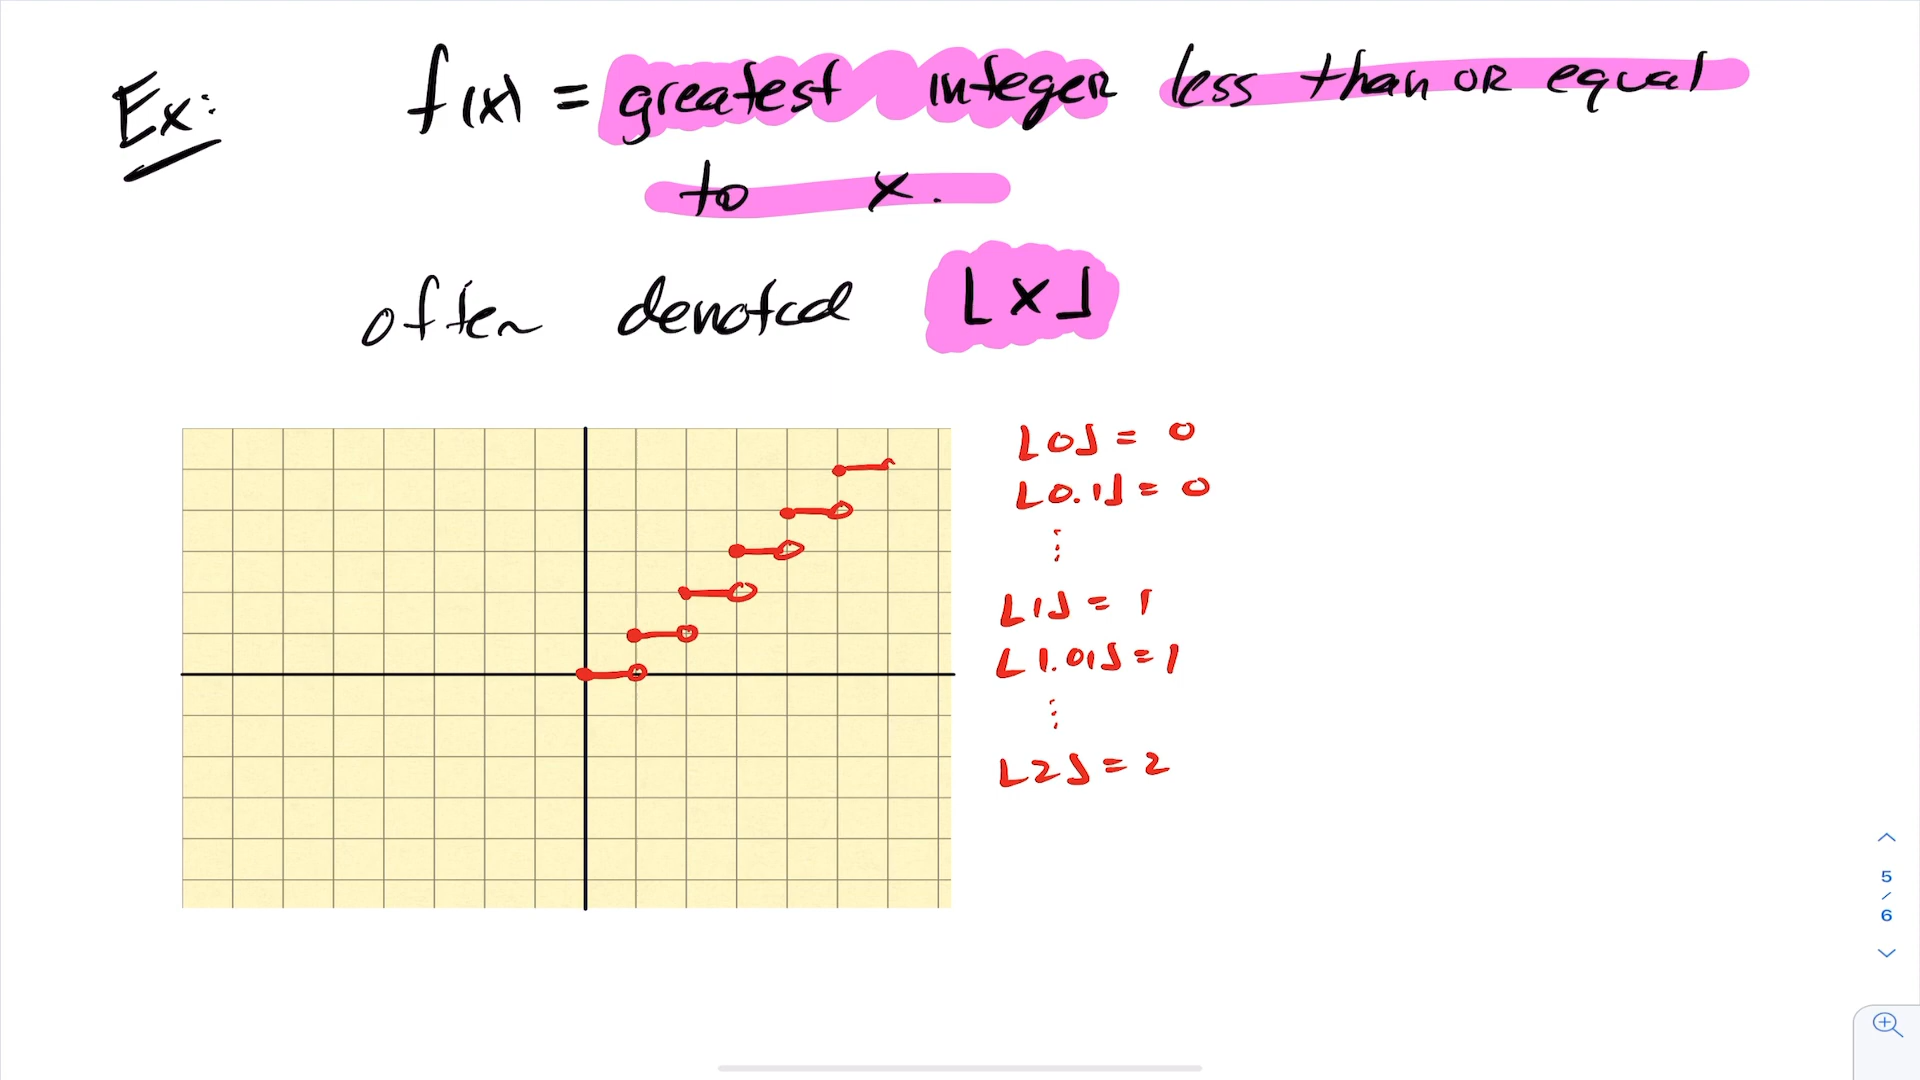 Ex: f(x) = greatest integer less than or equal
to x.
often denoted ⌊x⌋
⌊0⌋ = 0
⌊0.1⌋ = 0
⋮
⌊1⌋ = 1
⌊1.01⌋ = 1
⋮
⌊2⌋ = 2
5
/
6